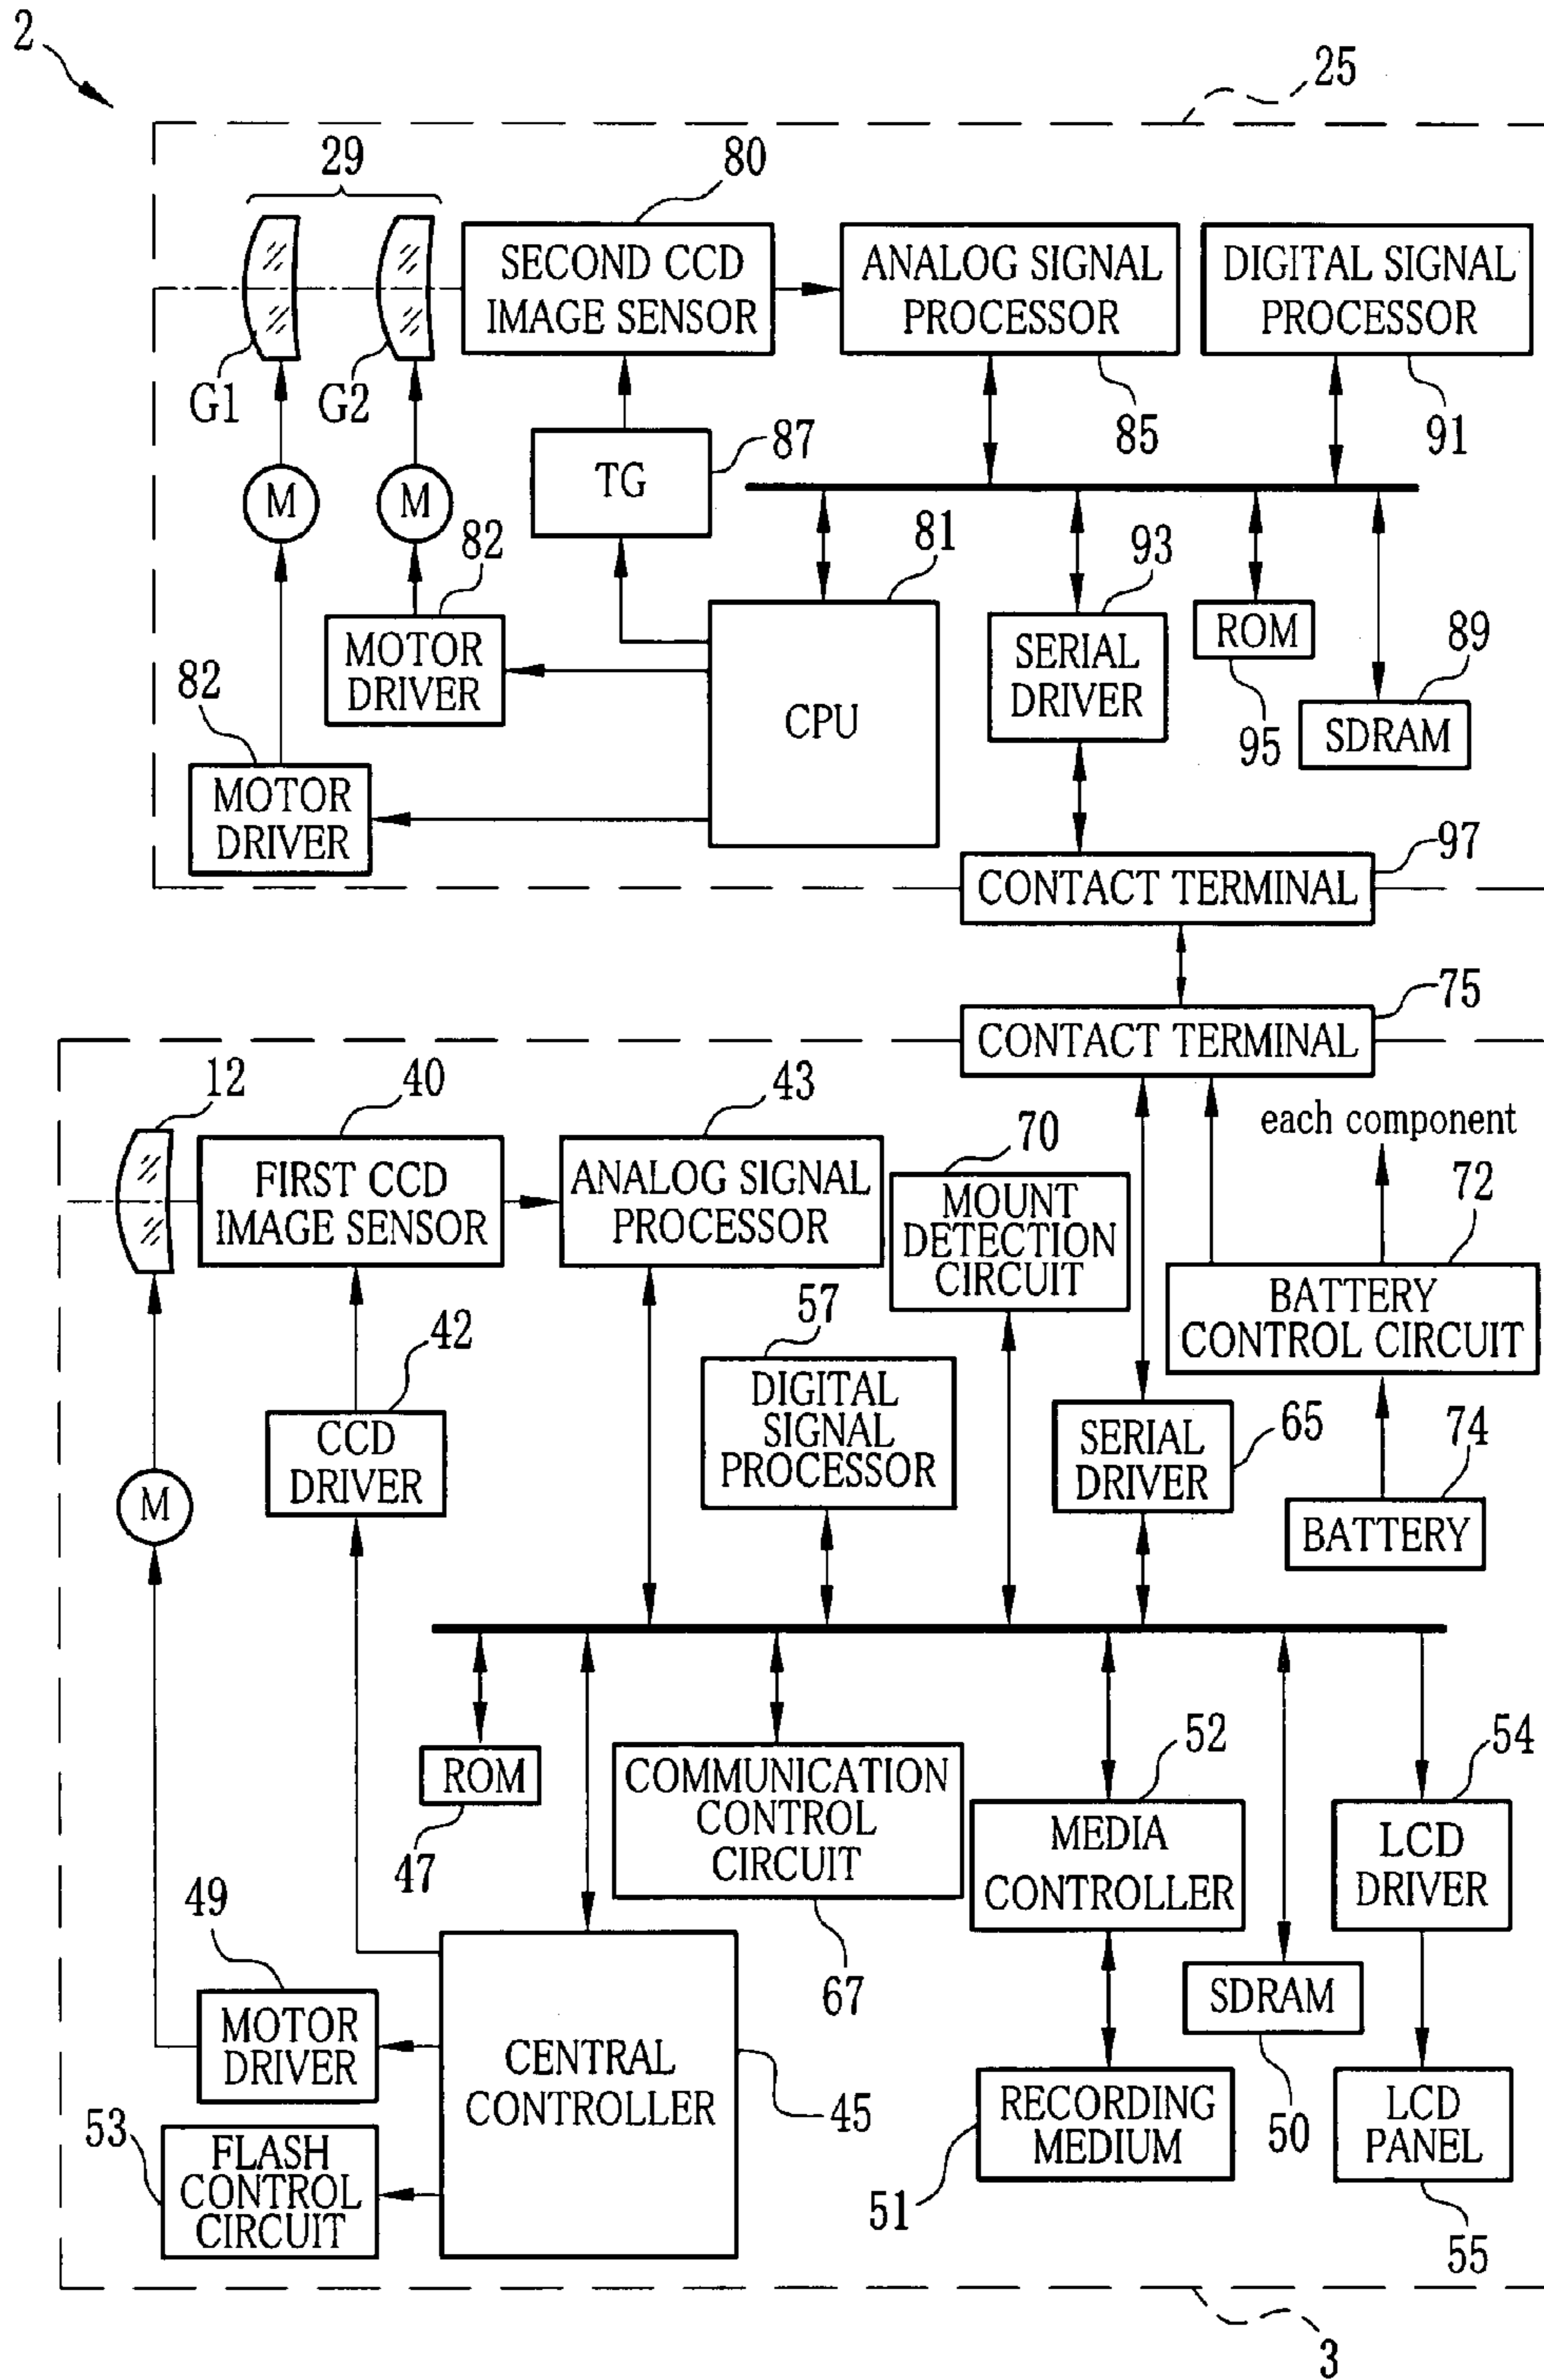 2
25
29
80
SECOND CCD
IMAGE SENSOR
ANALOG SIGNAL
PROCESSOR
DIGITAL SIGNAL
PROCESSOR
G1
G2
87
85
91
TG
M
M
82
81
93
MOTOR
DRIVER
SERIAL
DRIVER
ROM
89
82
CPU
95
SDRAM
MOTOR
DRIVER
97
CONTACT TERMINAL
75
CONTACT TERMINAL
12
40
43
70
each component
FIRST CCD
IMAGE SENSOR
ANALOG SIGNAL
PROCESSOR
MOUNT
DETECTION
CIRCUIT
72
BATTERY
CONTROL CIRCUIT
57
42
DIGITAL
SIGNAL
PROCESSOR
CCD
DRIVER
SERIAL
DRIVER
65
74
M
BATTERY
ROM
47
COMMUNICATION
CONTROL
CIRCUIT
67
52
54
MEDIA
CONTROLLER
LCD
DRIVER
49
MOTOR
DRIVER
CENTRAL
CONTROLLER
45
SDRAM
50
53
FLASH
CONTROL
CIRCUIT
RECORDING
MEDIUM
51
LCD
PANEL
55
3